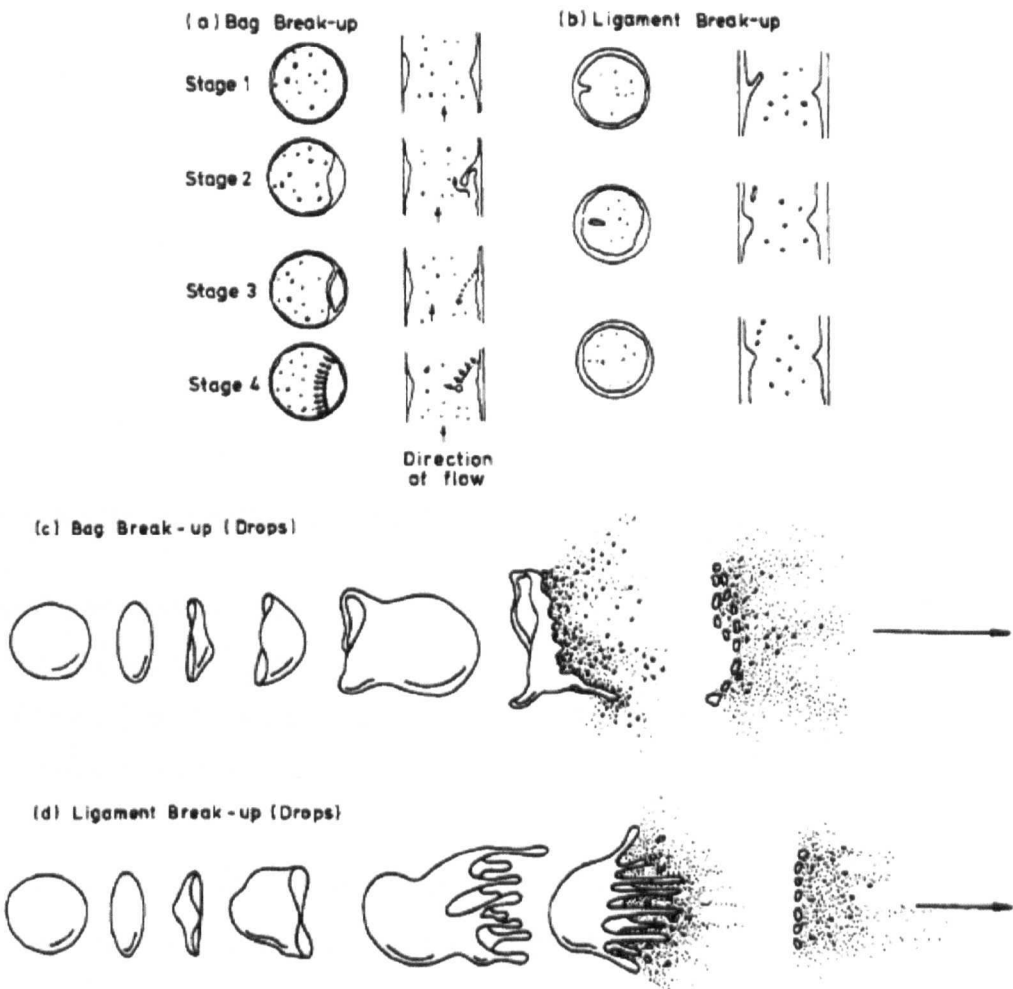 (a) Bag Break-up
(b) Ligament Break-up
Stage 1
Stage 2
Stage 3
Stage 4
Direction
of flow
(c) Bag Break-up (Drops)
(d) Ligament Break-up (Drops)